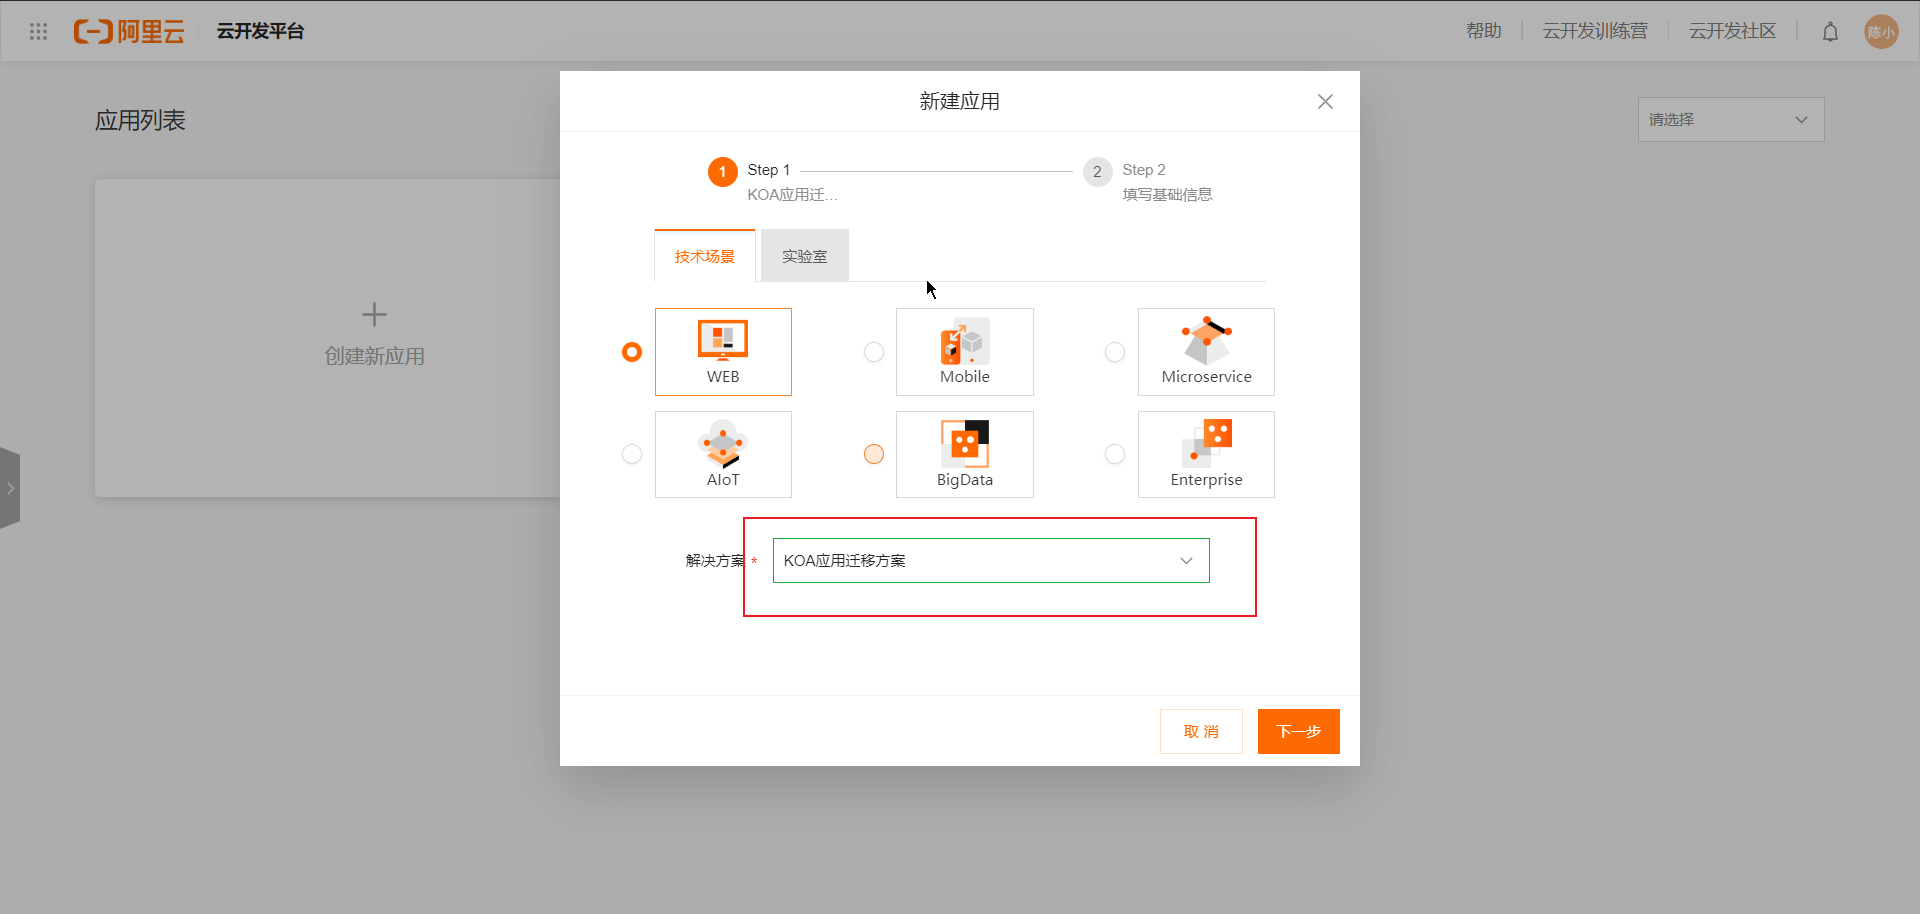 阿里云 云开发平台 帮助 云开发训练营 云开发社区 陈小
应用列表 请选择
创建新应用
新建应用
1 Step 1 2 Step 2
KOA应用迁... 填写基础信息
技术场景 实验室
WEB Mobile Microservice
AIoT BigData Enterprise
解决方案 * KOA应用迁移方案
取 消 下一步